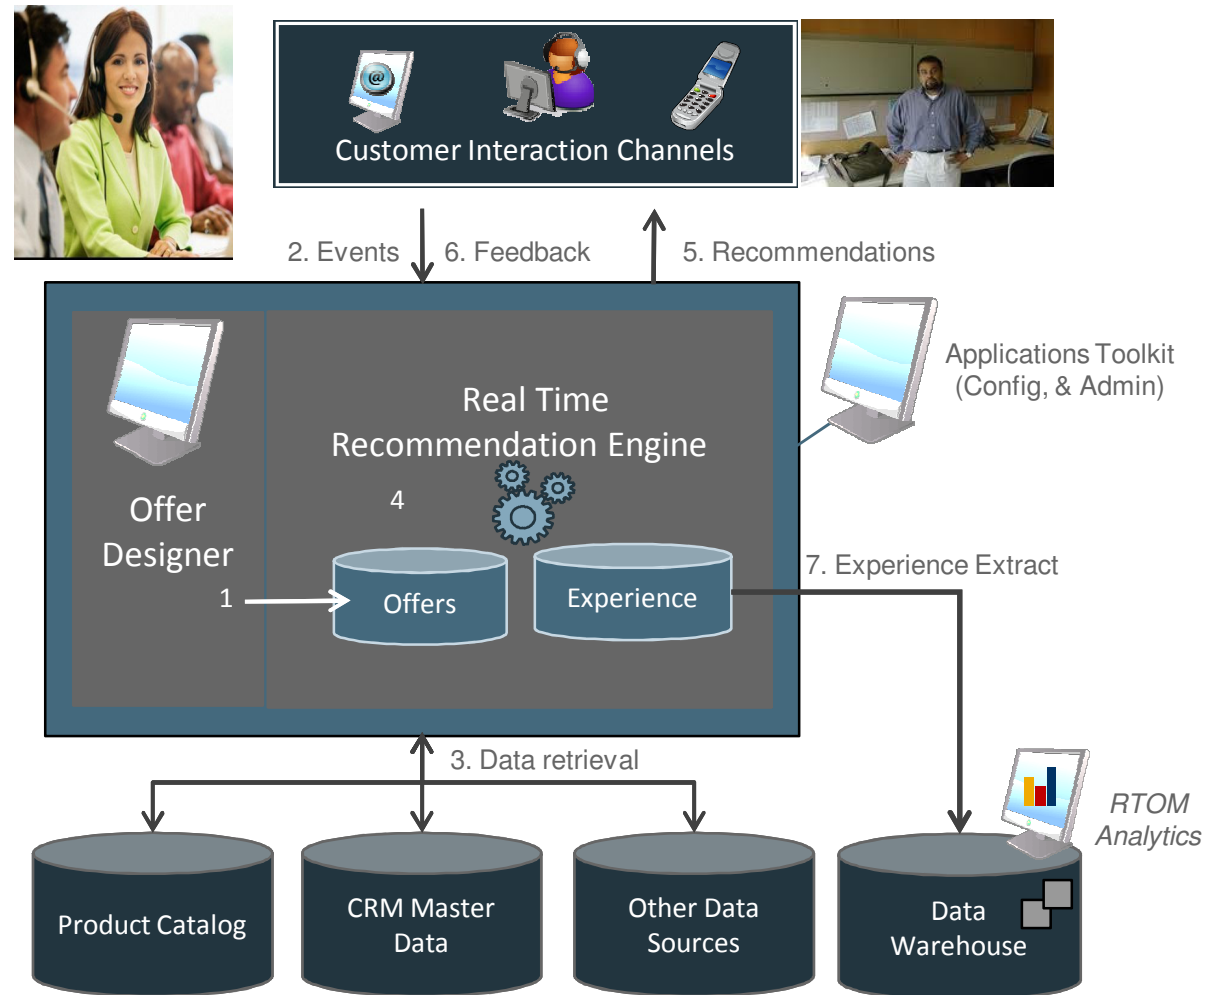 @
Customer Interaction Channels
2. Events
6. Feedback
5. Recommendations
Applications Toolkit
(Config, & Admin)
Real Time
Recommendation Engine
4
Offer
Designer
1
Offers
Experience
7. Experience Extract
3. Data retrieval
RTOM
Analytics
Product Catalog
CRM Master
Data
Other Data
Sources
Data
Warehouse